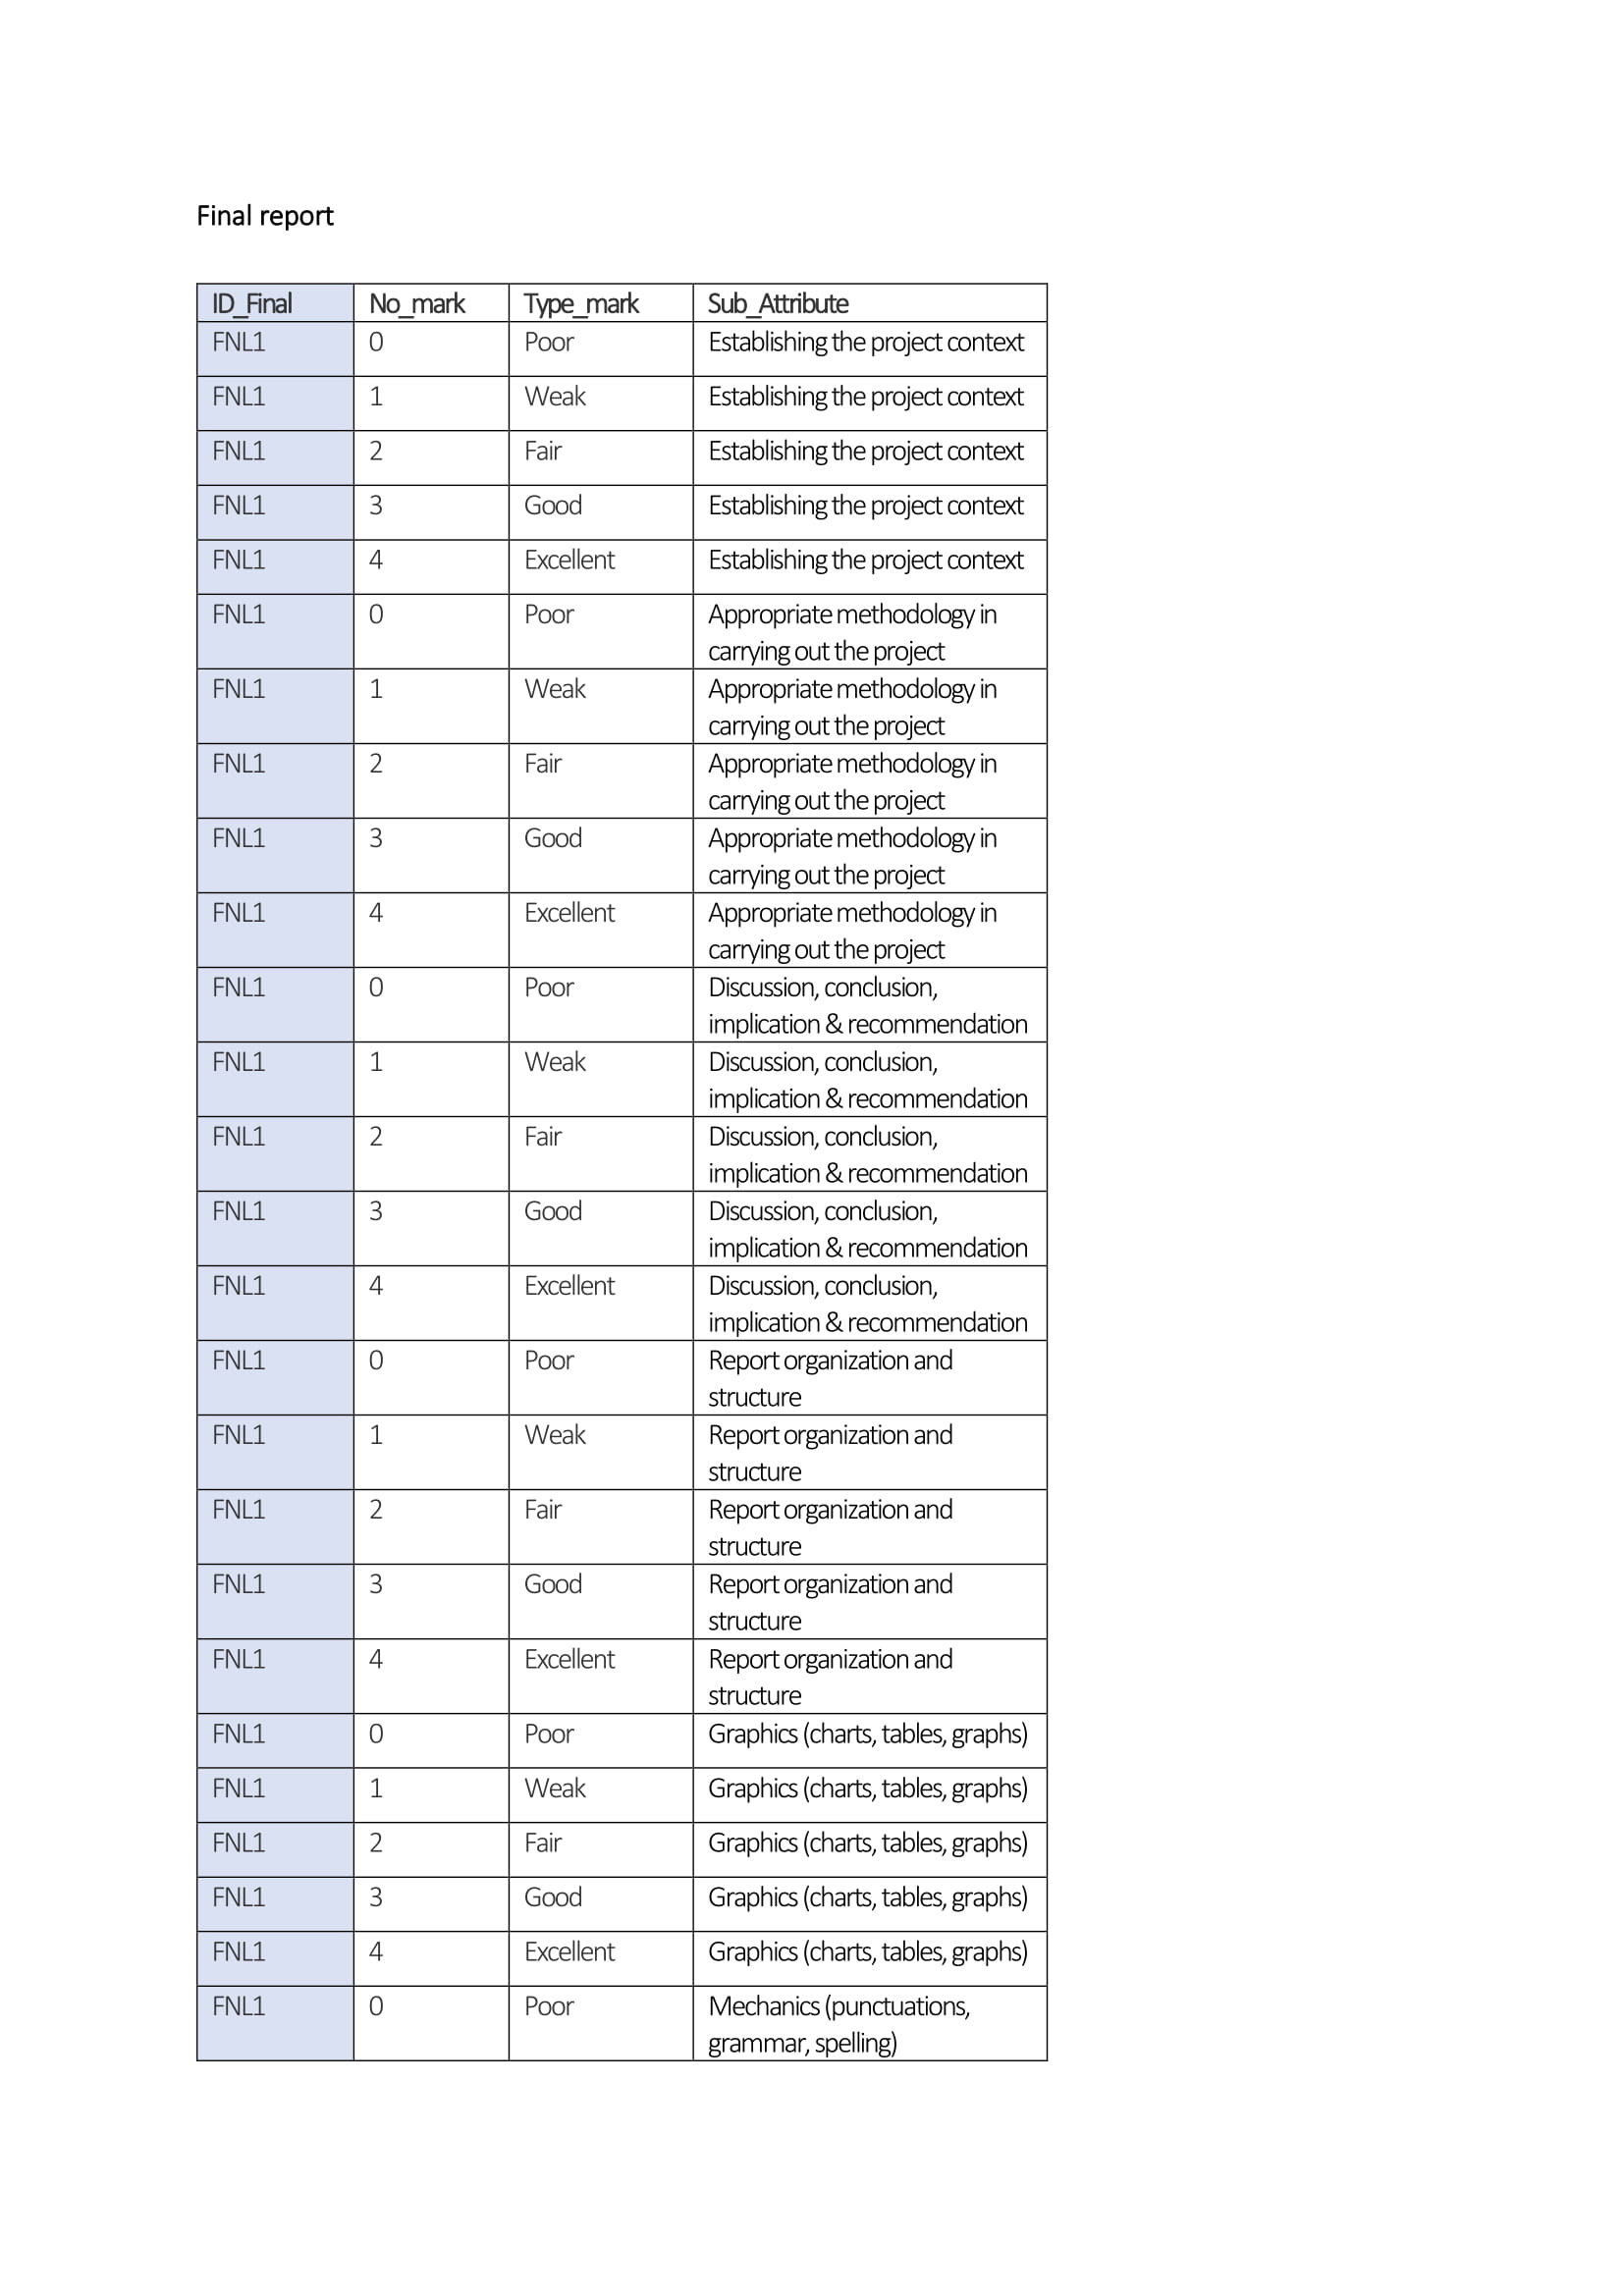 Final report
ID_Final No_mark Type_mark Sub_Attribute
FNL1 0 Poor Establishing the project context
FNL1 1 Weak Establishing the project context
FNL1 2 Fair Establishing the project context
FNL1 3 Good Establishing the project context
FNL1 4 Excellent Establishing the project context
FNL1 0 Poor Appropriate methodology in
carrying out the project
FNL1 1 Weak Appropriate methodology in
carrying out the project
FNL1 2 Fair Appropriate methodology in
carrying out the project
FNL1 3 Good Appropriate methodology in
carrying out the project
FNL1 4 Excellent Appropriate methodology in
carrying out the project
FNL1 0 Poor Discussion, conclusion,
implication & recommendation
FNL1 1 Weak Discussion, conclusion,
implication & recommendation
FNL1 2 Fair Discussion, conclusion,
implication & recommendation
FNL1 3 Good Discussion, conclusion,
implication & recommendation
FNL1 4 Excellent Discussion, conclusion,
implication & recommendation
FNL1 0 Poor Report organization and
structure
FNL1 1 Weak Report organization and
structure
FNL1 2 Fair Report organization and
structure
FNL1 3 Good Report organization and
structure
FNL1 4 Excellent Report organization and
structure
FNL1 0 Poor Graphics (charts, tables, graphs)
FNL1 1 Weak Graphics (charts, tables, graphs)
FNL1 2 Fair Graphics (charts, tables, graphs)
FNL1 3 Good Graphics (charts, tables, graphs)
FNL1 4 Excellent Graphics (charts, tables, graphs)
FNL1 0 Poor Mechanics (punctuations,
grammar, spelling)